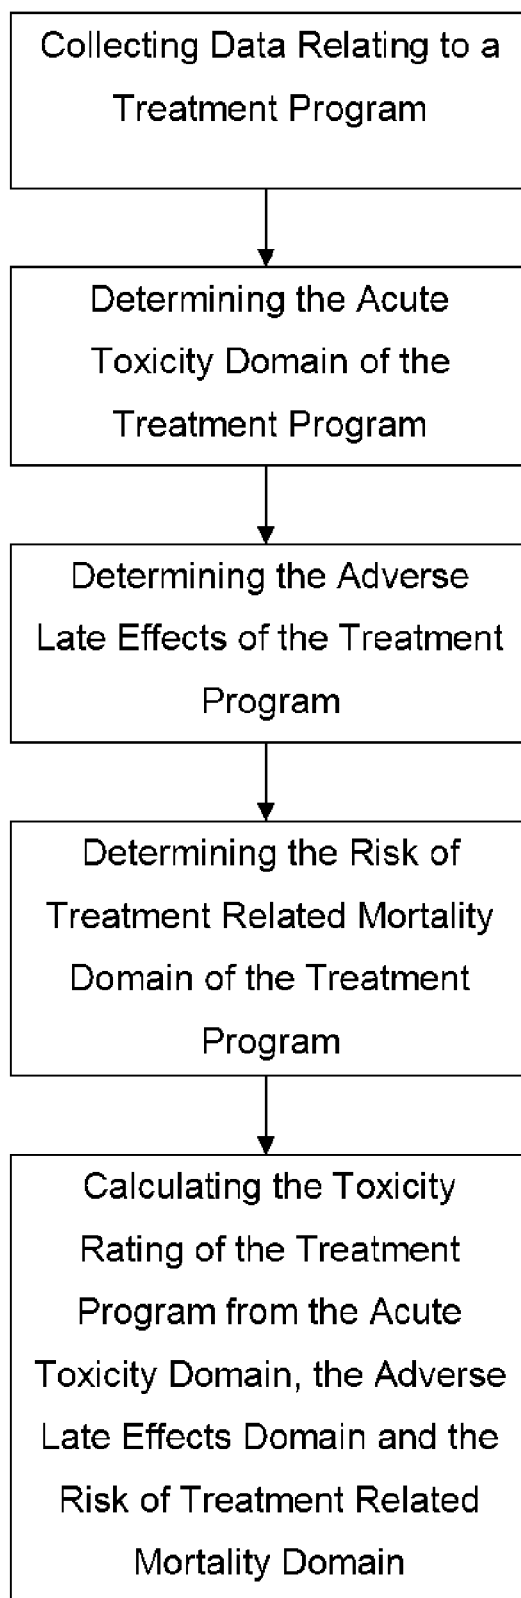 Collecting Data Relating to a
Treatment Program
Determining the Acute
Toxicity Domain of the
Treatment Program
Determining the Adverse
Late Effects of the Treatment
Program
Determining the Risk of
Treatment Related Mortality
Domain of the Treatment
Program
Calculating the Toxicity
Rating of the Treatment
Program from the Acute
Toxicity Domain, the Adverse
Late Effects Domain and the
Risk of Treatment Related
Mortality Domain